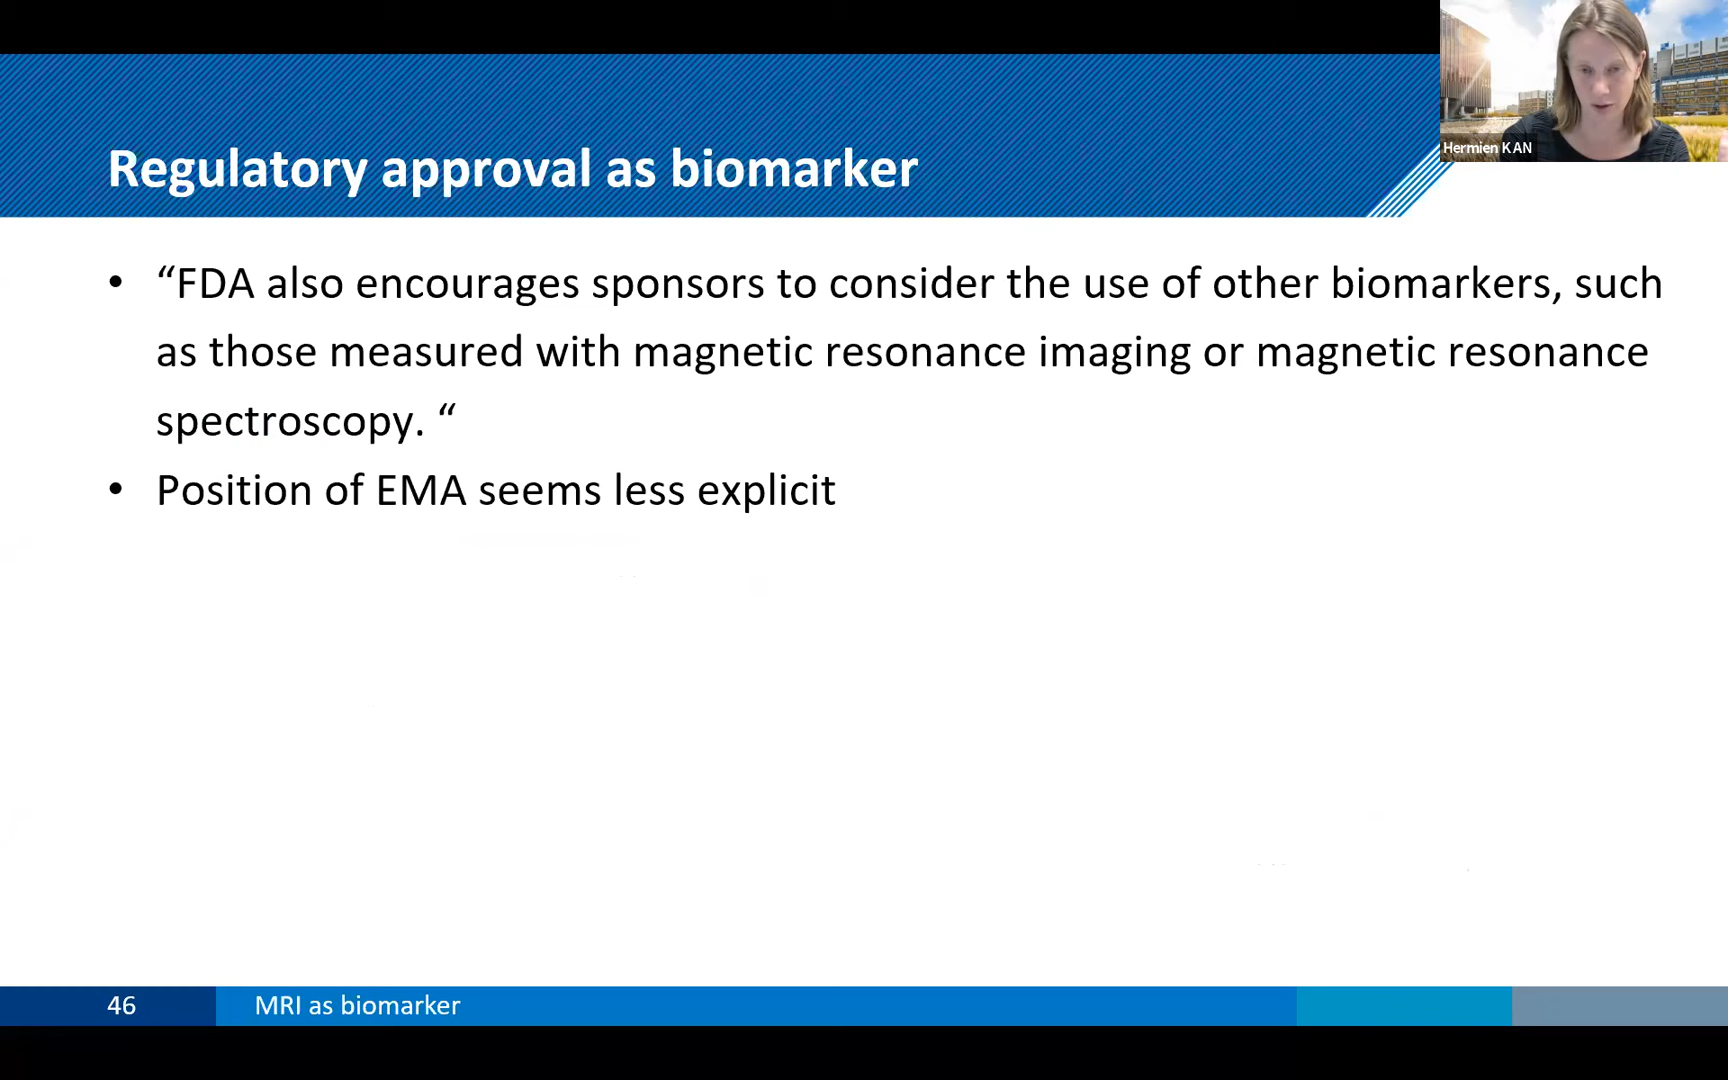 Hermien KAN
Regulatory approval as biomarker
• “FDA also encourages sponsors to consider the use of other biomarkers, such
as those measured with magnetic resonance imaging or magnetic resonance
spectroscopy. “
• Position of EMA seems less explicit
46
MRI as biomarker